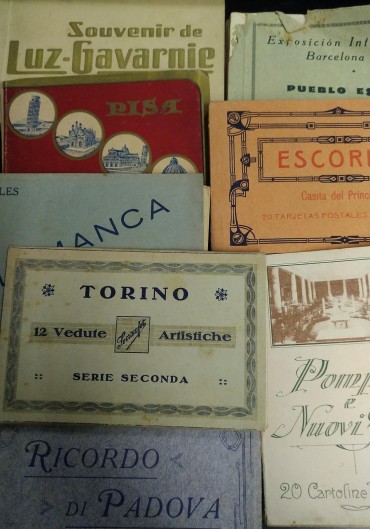 Souvenir de
Luz-Gavarnie
Exposición Int
Barcelona
PUEBLO ES
PISA
ESCORI
Casita del Princ
20 TARJETAS POSTALES
LES
MANCA
TORINO
12 Vedute Artistiche
SERIE SECONDA
Pomp
e
Nuovi
20 Cartoline
RICORDO
DI PADOVA